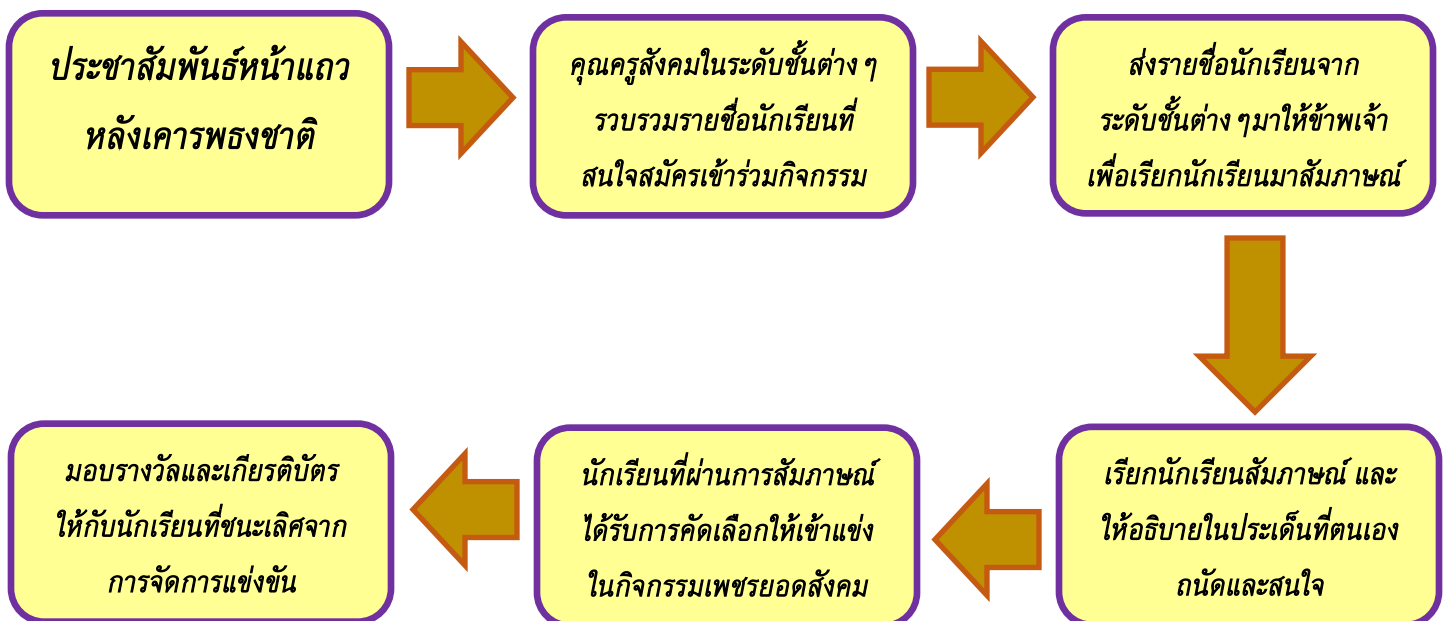 ประชาสัมพันธ์หน้าแถว
หลังเคารพธงชาติ
คุณครูสังคมในระดับชั้นต่าง ๆ
รวบรวมรายชื่อนักเรียนที่
สนใจสมัครเข้าร่วมกิจกรรม
ส่งรายชื่อนักเรียนจาก
ระดับชั้นต่าง ๆมาให้ข้าพเจ้า
เพื่อเรียกนักเรียนมาสัมภาษณ์
เรียกนักเรียนสัมภาษณ์ และ
ให้อธิบายในประเด็นที่ตนเอง
ถนัดและสนใจ
นักเรียนที่ผ่านการสัมภาษณ์
ได้รับการคัดเลือกให้เข้าแข่ง
ในกิจกรรมเพชรยอดสังคม
มอบรางวัลและเกียรติบัตร
ให้กับนักเรียนที่ชนะเลิศจาก
การจัดการแข่งขัน